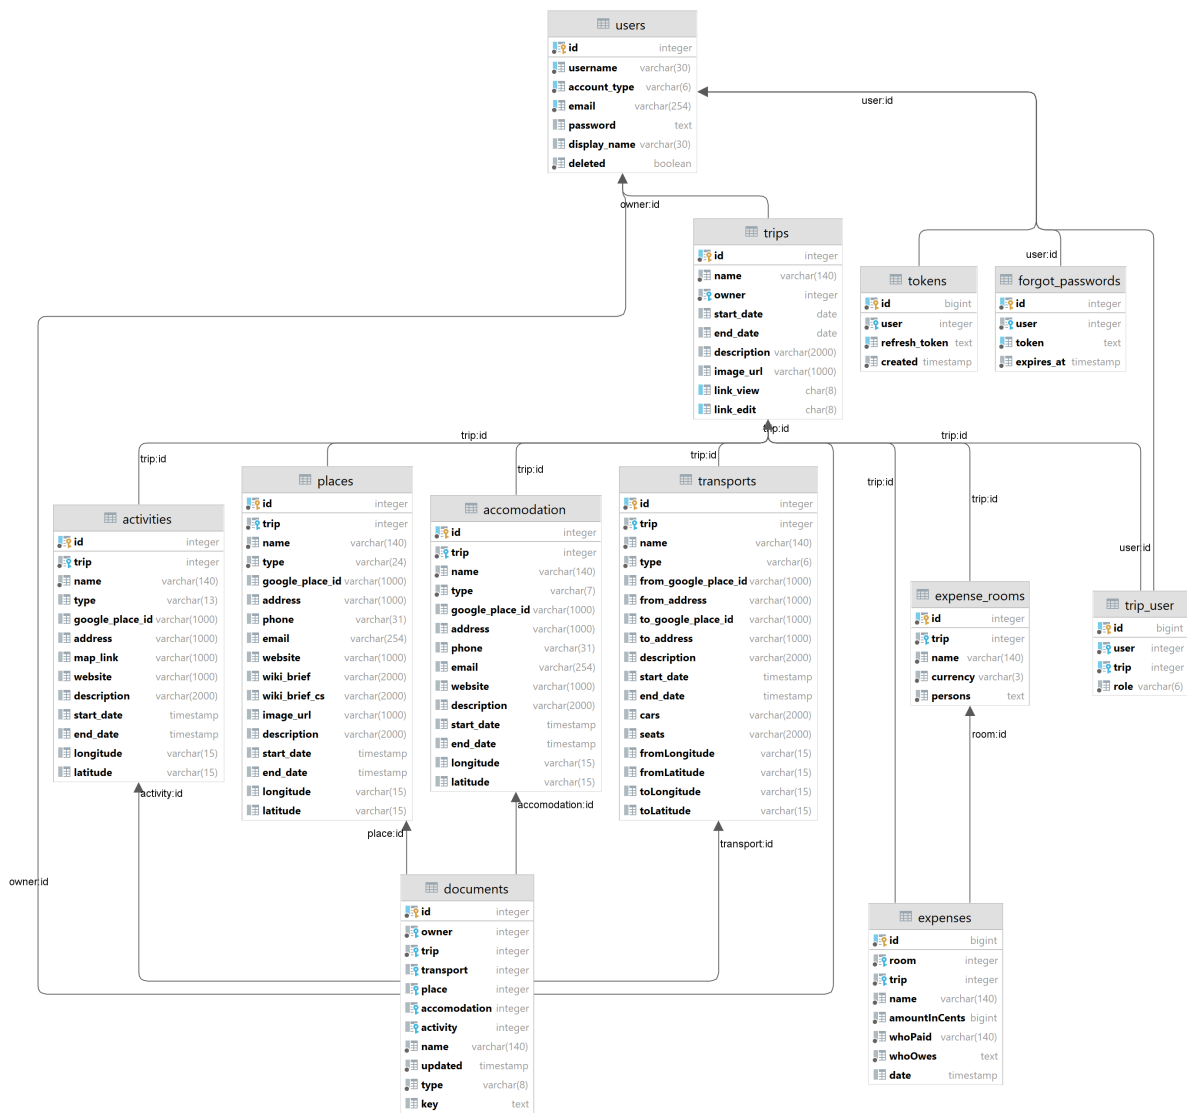 users
id integer
username varchar(30)
account_type varchar(6)
email varchar(254)
password text
display_name varchar(30)
deleted boolean
user:id
owner:id
trips
id integer
name varchar(140)
owner integer
start_date date
end_date date
description varchar(2000)
image_url varchar(1000)
link_view char(8)
link_edit char(8)
user:id
tokens
id bigint
user integer
refresh_token text
created timestamp
forgot_passwords
id integer
user integer
token text
expires_at timestamp
trip:id
trip:id
trip:id
trip:id
trip:id
trip:id
trip:id
trip:id
trip:id
user:id
activities
id integer
trip integer
name varchar(140)
type varchar(13)
google_place_id varchar(1000)
address varchar(1000)
map_link varchar(1000)
website varchar(1000)
description varchar(2000)
start_date timestamp
end_date timestamp
longitude varchar(15)
latitude varchar(15)
places
id integer
trip integer
name varchar(140)
type varchar(24)
google_place_id varchar(1000)
address varchar(1000)
phone varchar(31)
email varchar(254)
website varchar(1000)
wiki_brief varchar(2000)
wiki_brief_cs varchar(2000)
image_url varchar(1000)
description varchar(2000)
start_date timestamp
end_date timestamp
longitude varchar(15)
latitude varchar(15)
accomodation
id integer
trip integer
name varchar(140)
type varchar(7)
google_place_id varchar(1000)
address varchar(1000)
phone varchar(31)
email varchar(254)
website varchar(1000)
description varchar(2000)
start_date timestamp
end_date timestamp
longitude varchar(15)
latitude varchar(15)
transports
id integer
trip integer
name varchar(140)
type varchar(6)
from_google_place_id varchar(1000)
from_address varchar(1000)
to_google_place_id varchar(1000)
to_address varchar(1000)
description varchar(2000)
start_date timestamp
end_date timestamp
cars varchar(2000)
seats varchar(2000)
fromLongitude varchar(15)
fromLatitude varchar(15)
toLongitude varchar(15)
toLatitude varchar(15)
expense_rooms
id integer
trip integer
name varchar(140)
currency varchar(3)
persons text
trip_user
id bigint
user integer
trip integer
role varchar(6)
room:id
activity:id
place:id
accomodation:id
transport:id
owner:id
documents
id integer
owner integer
trip integer
transport integer
place integer
accomodation integer
activity integer
name varchar(140)
updated timestamp
type varchar(8)
key text
expenses
id bigint
room integer
trip integer
name varchar(140)
amountInCents bigint
whoPaid varchar(140)
whoOwes text
date timestamp